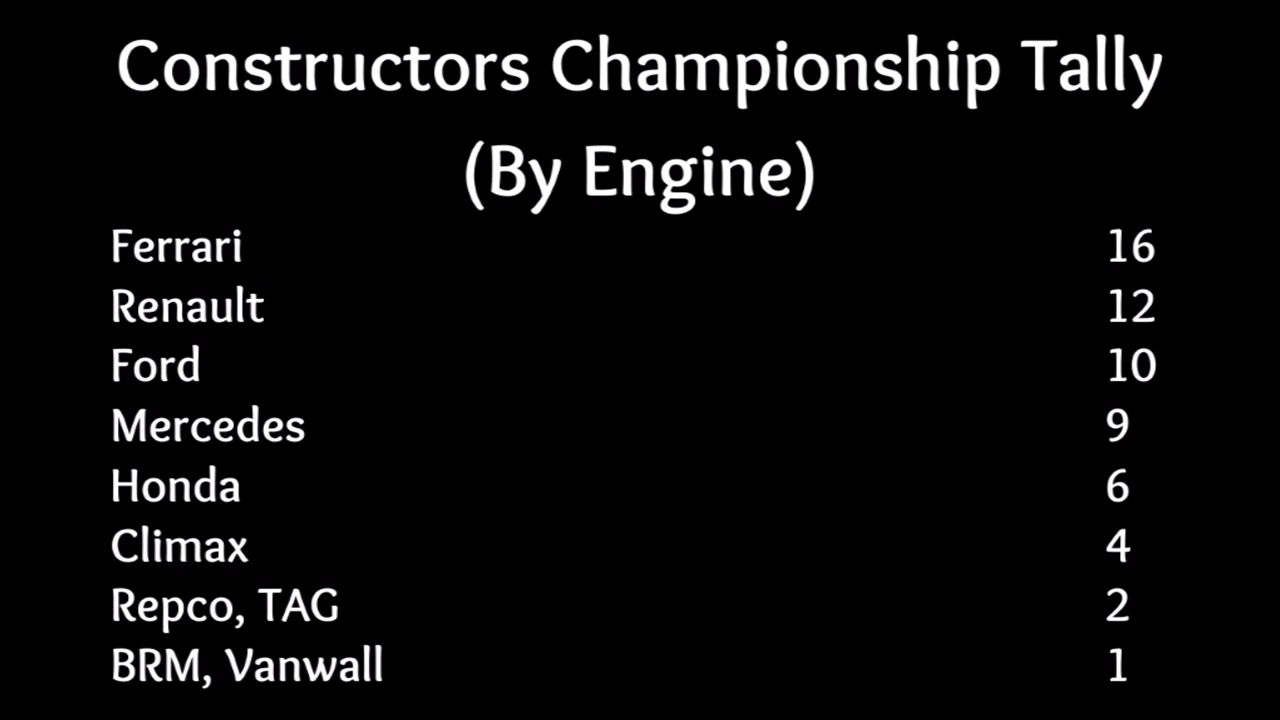 Constructors Championship Tally
(By Engine)
Ferrari 16
Renault 12
Ford 10
Mercedes 9
Honda 6
Climax 4
Repco, TAG 2
BRM, Vanwall 1